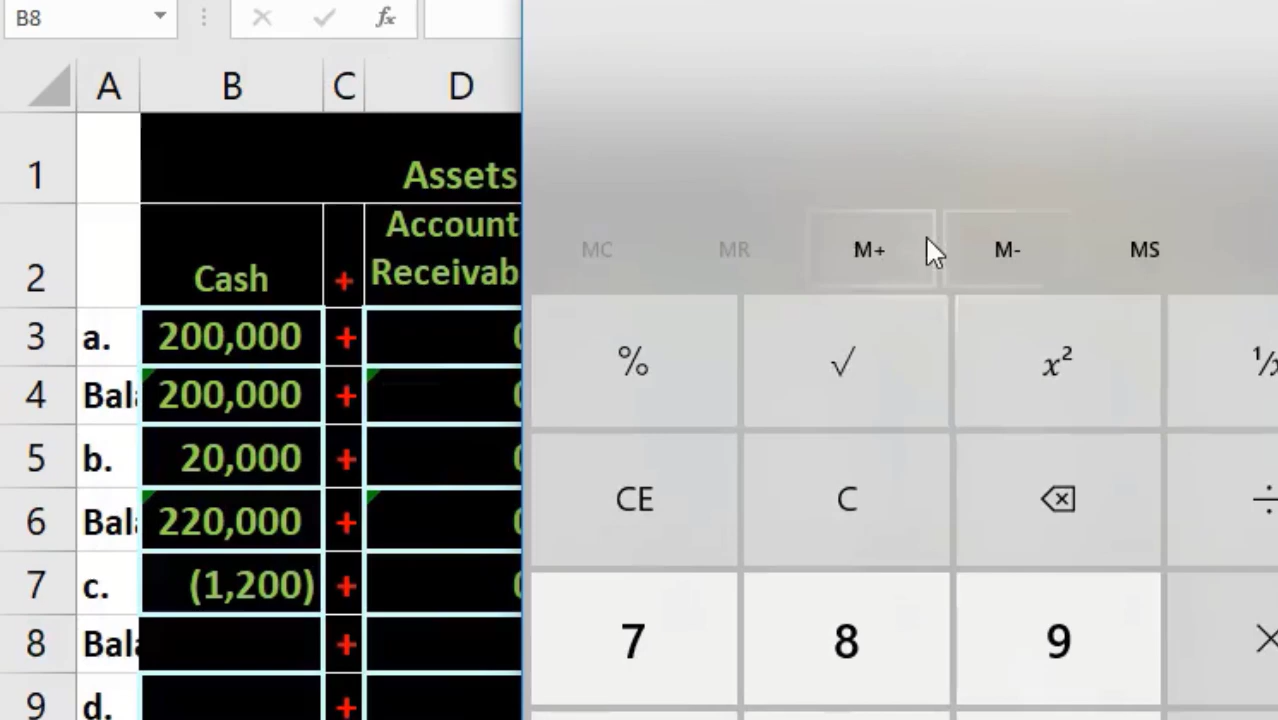 B8 fx
A B C D
1 Assets
2 Cash + Account
Receivab
3 a. 200,000 +
4 Bal 200,000 +
5 b. 20,000 +
6 Bal 220,000 +
7 c. (1,200) +
8 Bal +
9 d. +
MC MR M+ M- MS
% √ x² ¹/x
CE C ÷
7 8 9 ×